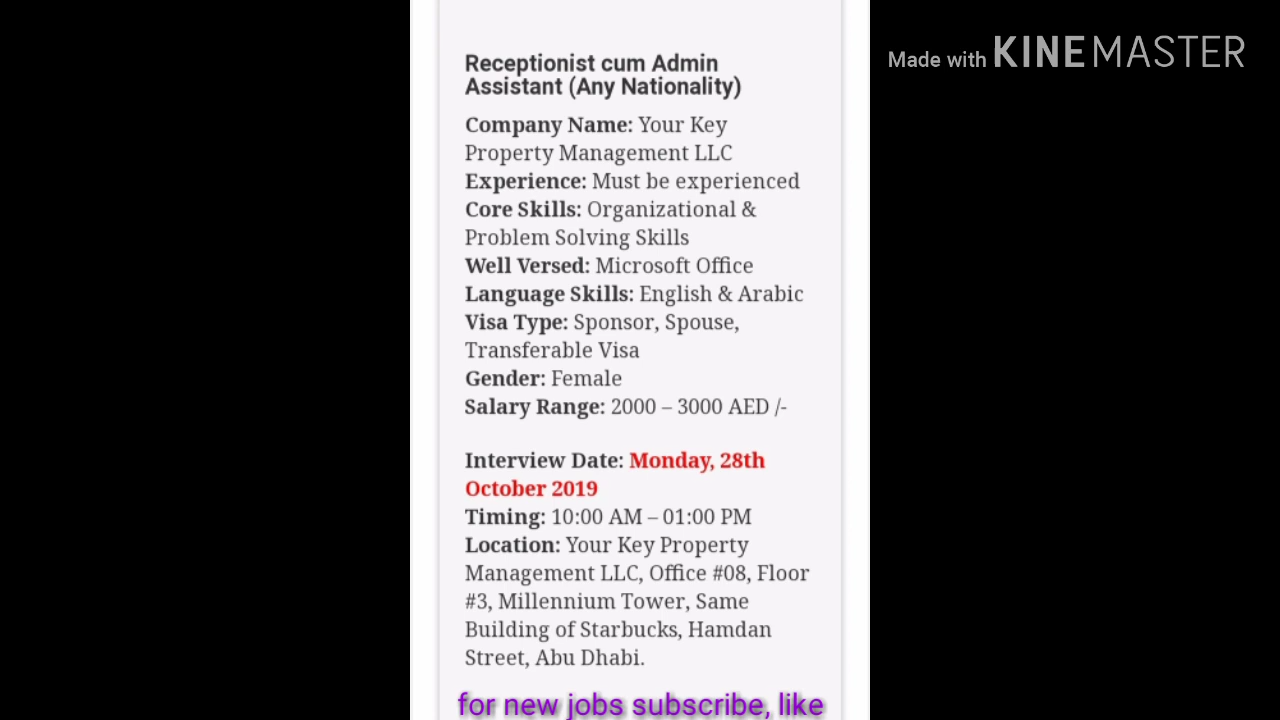 Made with KINEMASTER
Receptionist cum Admin
Assistant (Any Nationality)
Company Name: Your Key
Property Management LLC
Experience: Must be experienced
Core Skills: Organizational &
Problem Solving Skills
Well Versed: Microsoft Office
Language Skills: English & Arabic
Visa Type: Sponsor, Spouse,
Transferable Visa
Gender: Female
Salary Range: 2000 – 3000 AED /-
Interview Date: Monday, 28th
October 2019
Timing: 10:00 AM – 01:00 PM
Location: Your Key Property
Management LLC, Office #08, Floor
#3, Millennium Tower, Same
Building of Starbucks, Hamdan
Street, Abu Dhabi.
for new jobs subscribe, like